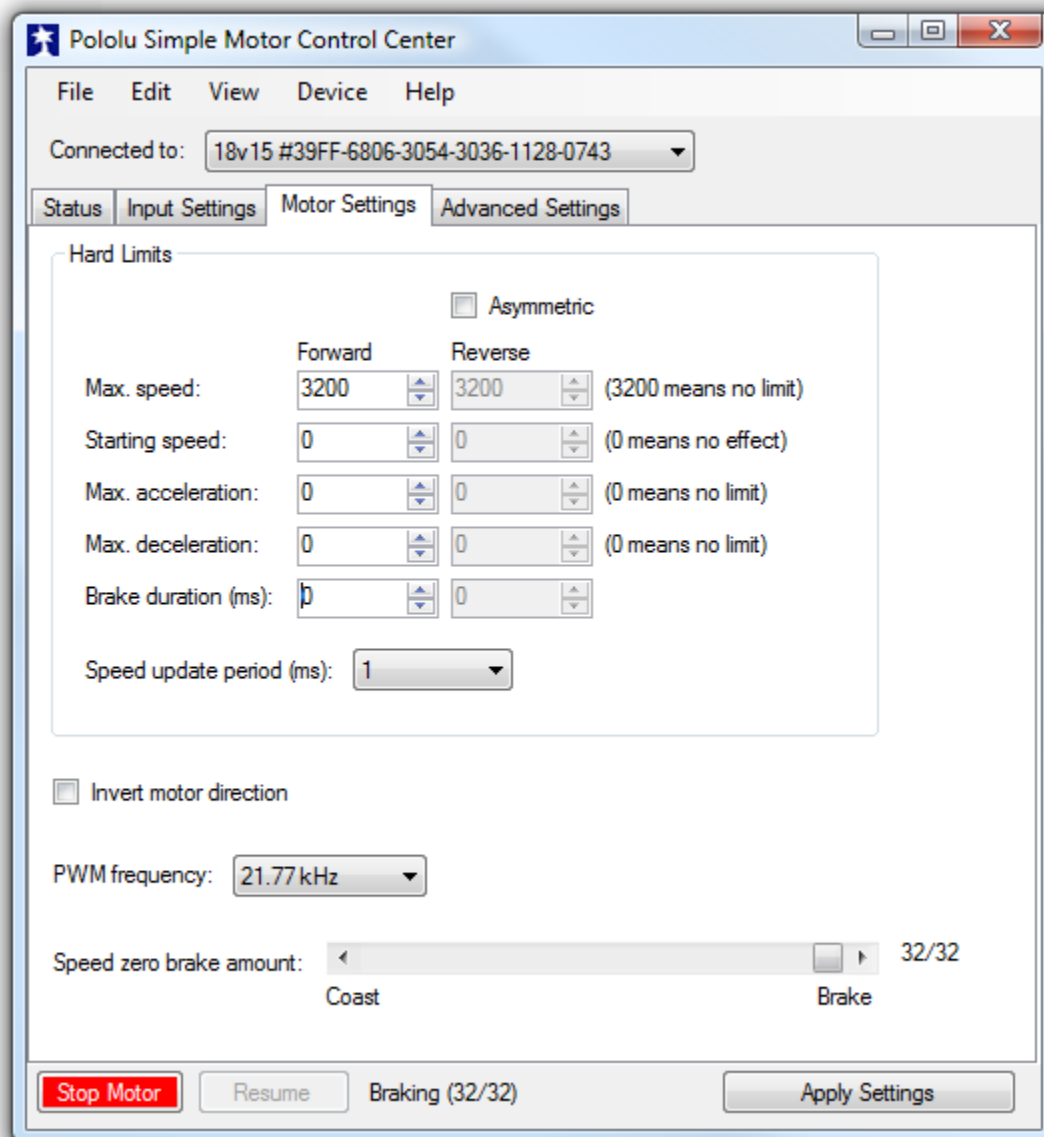 Pololu Simple Motor Control Center
File Edit View Device Help
Connected to: 18v15 #39FF-6806-3054-3036-1128-0743
Status Input Settings Motor Settings Advanced Settings
Hard Limits
Asymmetric
Forward Reverse
Max. speed: 3200 3200 (3200 means no limit)
Starting speed: 0 0 (0 means no effect)
Max. acceleration: 0 0 (0 means no limit)
Max. deceleration: 0 0 (0 means no limit)
Brake duration (ms): 0 0
Speed update period (ms): 1
Invert motor direction
PWM frequency: 21.77 kHz
Speed zero brake amount: 32/32
Coast Brake
Stop Motor Resume Braking (32/32) Apply Settings